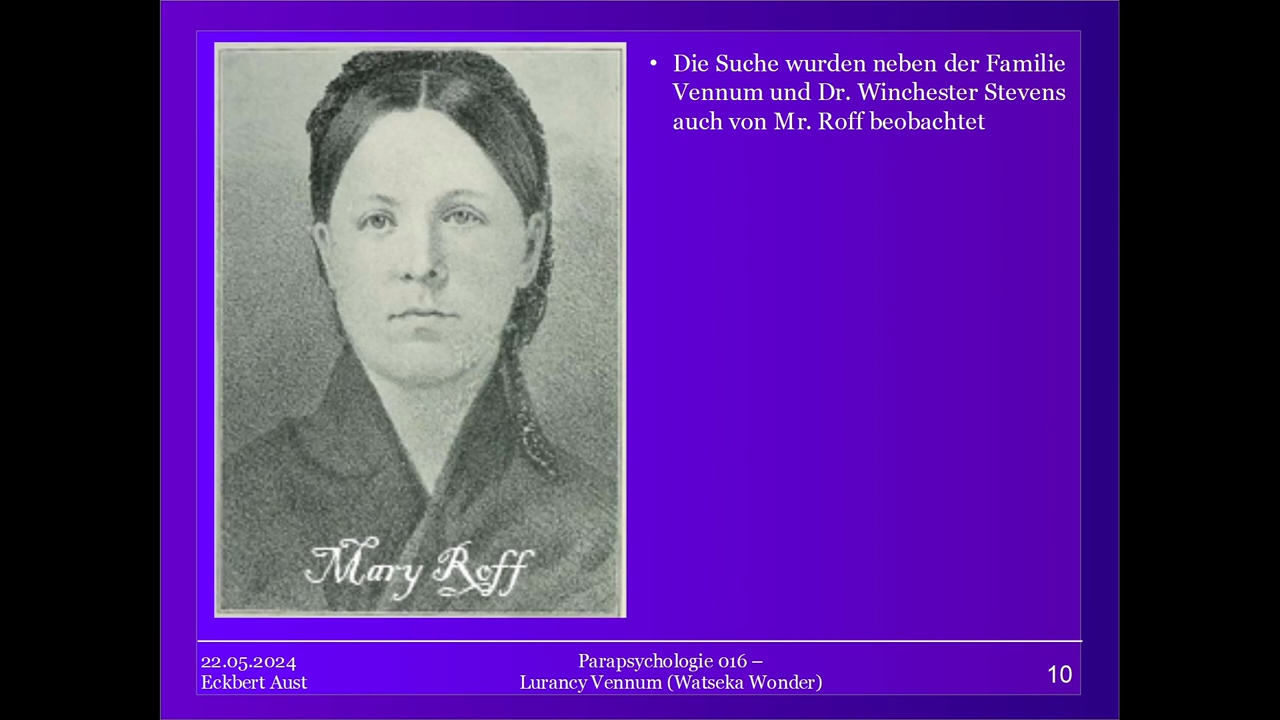 • Die Suche wurden neben der Familie
Vennum und Dr. Winchester Stevens
auch von Mr. Roff beobachtet
Mary Roff
22.05.2024
Eckbert Aust
Parapsychologie 016 –
Lurancy Vennum (Watseka Wonder)
10